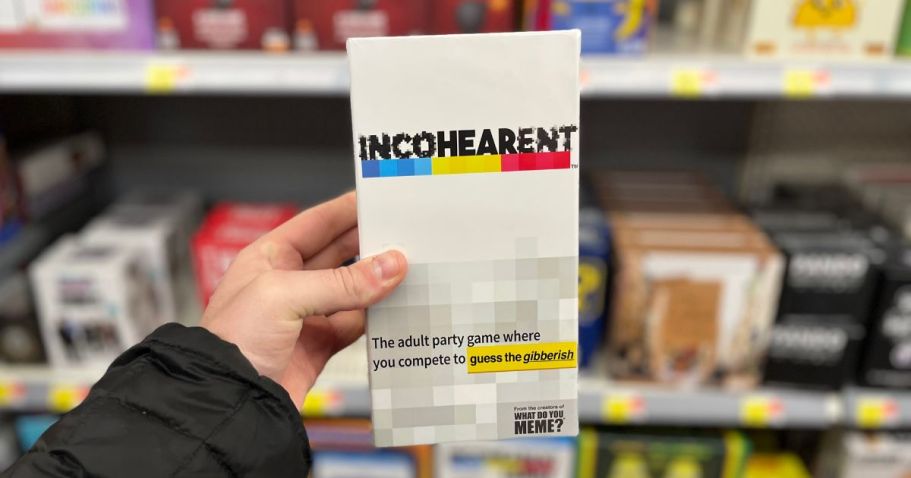 INCOHEARENT™
The adult party game where
you compete to guess the gibberish
From the creators of
WHAT DO YOU
MEME?